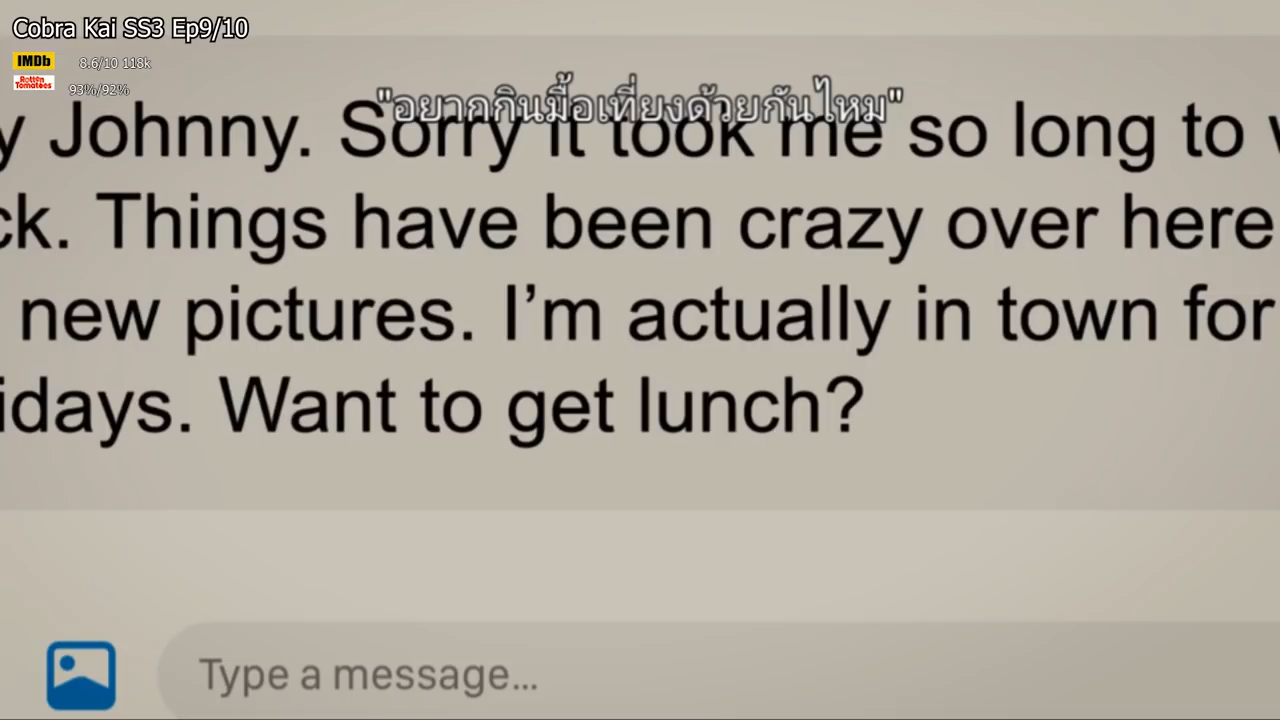 Cobra Kai SS3 Ep9/10
IMDb 8.6/10 118k
Rotten Tomatoes 93%/92%
"อยากกินมื้อเที่ยงด้วยกันไหม"
y Johnny. Sorry it took me so long to
ck. Things have been crazy over here
new pictures. I’m actually in town for
idays. Want to get lunch?
Type a message...